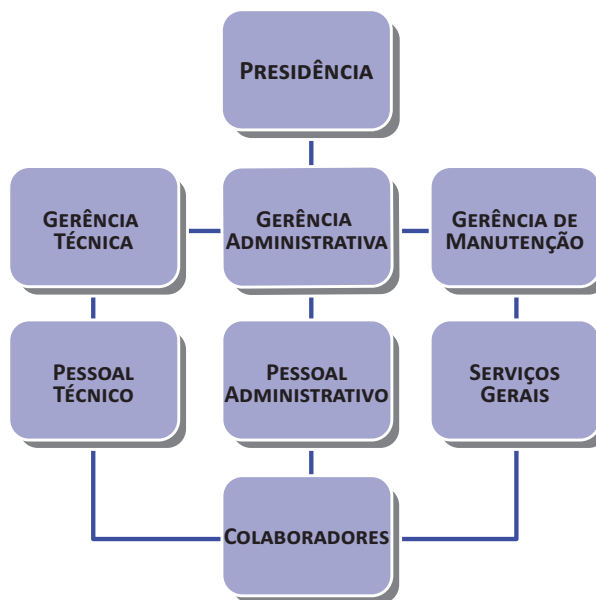 PRESIDÊNCIA
GERÊNCIA
TÉCNICA
GERÊNCIA
ADMINISTRATIVA
GERÊNCIA DE
MANUTENÇÃO
PESSOAL
TÉCNICO
PESSOAL
ADMINISTRATIVO
SERVIÇOS
GERAIS
COLABORADORES